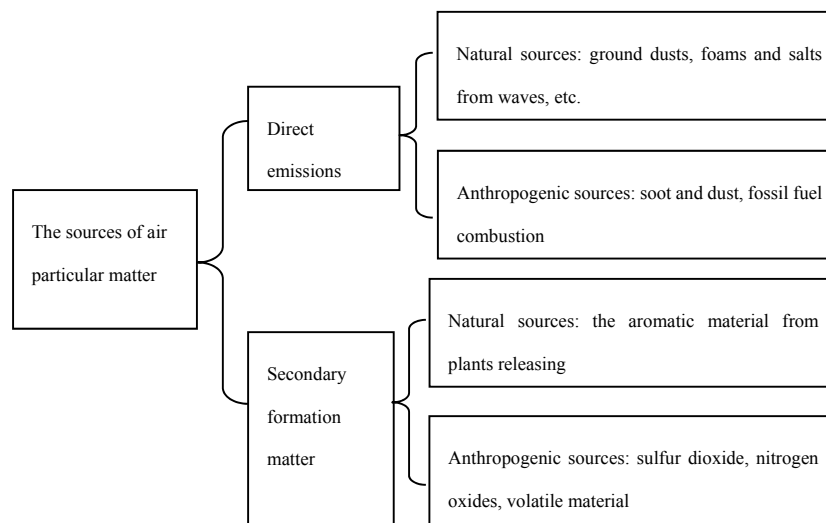 The sources of air
particular matter
Direct
emissions
Natural sources: ground dusts, foams and salts
from waves, etc.
Anthropogenic sources: soot and dust, fossil fuel
combustion
Secondary
formation
matter
Natural sources: the aromatic material from
plants releasing
Anthropogenic sources: sulfur dioxide, nitrogen
oxides, volatile material